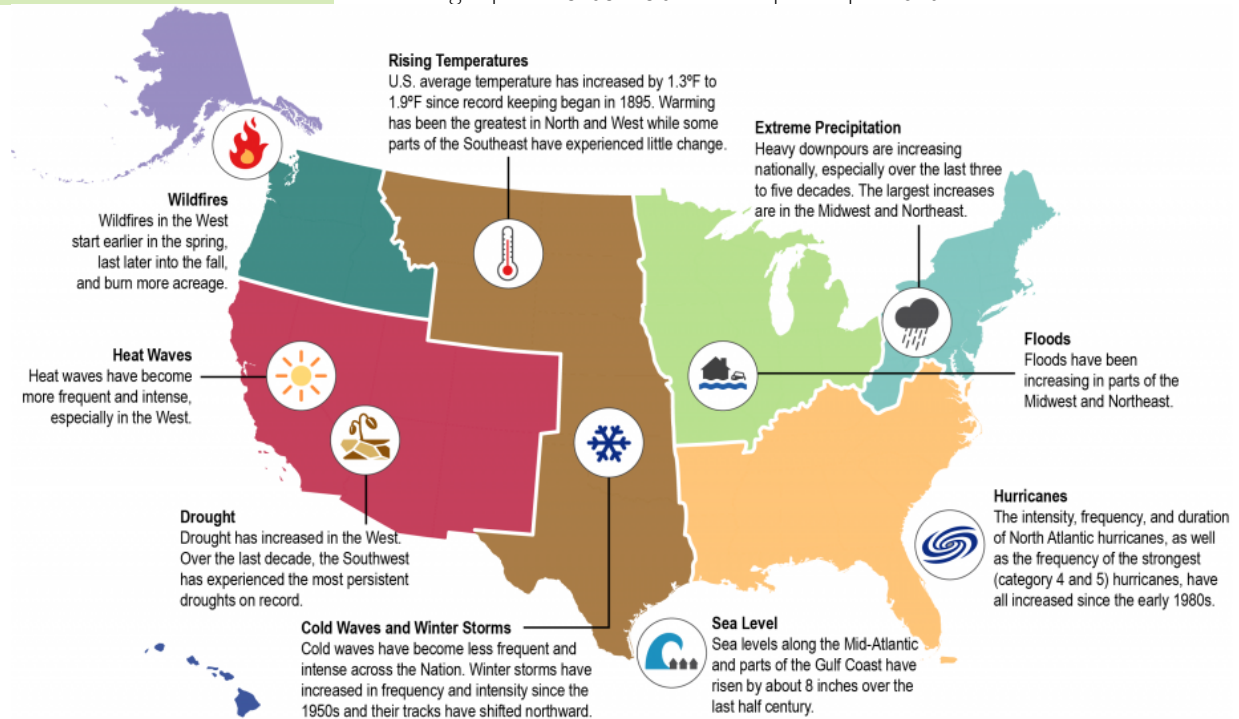 Rising Temperatures
U.S. average temperature has increased by 1.3ºF to
1.9ºF since record keeping began in 1895. Warming
has been the greatest in North and West while some
parts of the Southeast have experienced little change.
Extreme Precipitation
Heavy downpours are increasing
nationally, especially over the last three
to five decades. The largest increases
are in the Midwest and Northeast.
Wildfires
Wildfires in the West
start earlier in the spring,
last later into the fall,
and burn more acreage.
Heat Waves
Heat waves have become
more frequent and intense,
especially in the West.
Floods
Floods have been
increasing in parts of the
Midwest and Northeast.
Drought
Drought has increased in the West.
Over the last decade, the Southwest
has experienced the most persistent
droughts on record.
Hurricanes
The intensity, frequency, and duration
of North Atlantic hurricanes, as well
as the frequency of the strongest
(category 4 and 5) hurricanes, have
all increased since the early 1980s.
Cold Waves and Winter Storms
Cold waves have become less frequent and
intense across the Nation. Winter storms have
increased in frequency and intensity since the
1950s and their tracks have shifted northward.
Sea Level
Sea levels along the Mid-Atlantic
and parts of the Gulf Coast have
risen by about 8 inches over the
last half century.